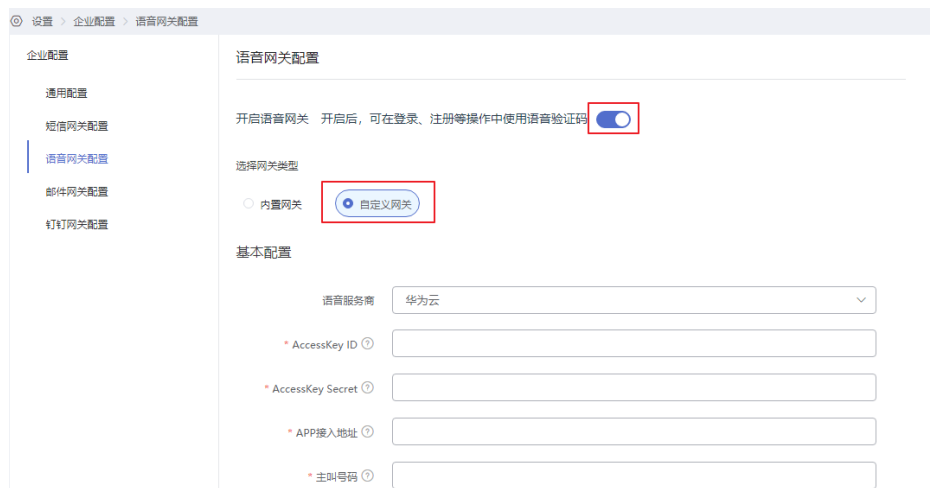 设置 > 企业配置 > 语音网关配置
企业配置
通用配置
短信网关配置
语音网关配置
邮件网关配置
钉钉网关配置
语音网关配置
开启语音网关 开启后，可在登录、注册等操作中使用语音验证码
选择网关类型
内置网关 自定义网关
基本配置
语音服务商 华为云
* AccessKey ID ?
* AccessKey Secret ?
* APP接入地址 ?
* 主叫号码 ?